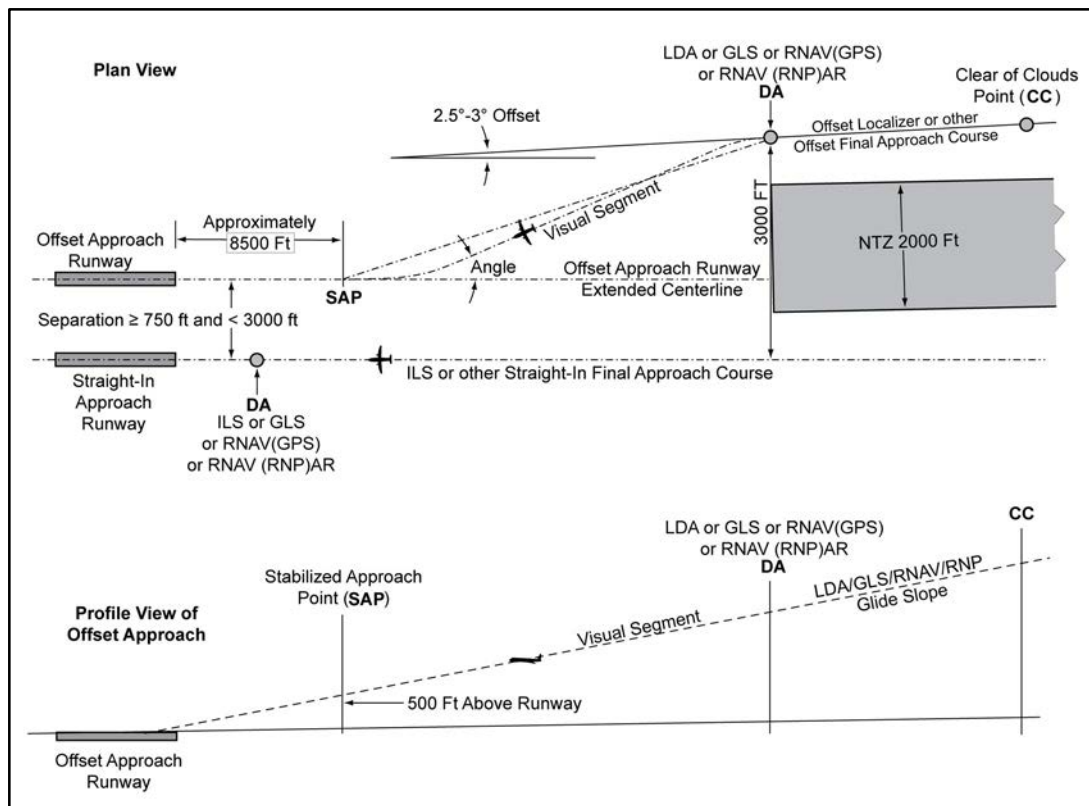 Plan View
LDA or GLS or RNAV(GPS)
or RNAV (RNP)AR
DA
Clear of Clouds
Point (CC)
2.5°-3° Offset
Offset Localizer or other
Offset Final Approach Course
Approximately
8500 Ft
Offset Approach
Runway
Visual Segment
3000 FT
NTZ 2000 Ft
Angle
SAP
Offset Approach Runway
Extended Centerline
Separation ≥ 750 ft and < 3000 ft
Straight-In
Approach
Runway
DA
ILS or GLS
or RNAV(GPS)
or RNAV (RNP)AR
ILS or other Straight-In Final Approach Course
LDA or GLS or RNAV(GPS)
or RNAV (RNP)AR
DA
CC
Stabilized Approach
Point (SAP)
Profile View of
Offset Approach
LDA/GLS/RNAV/RNP
Glide Slope
Visual Segment
500 Ft Above Runway
Offset Approach
Runway